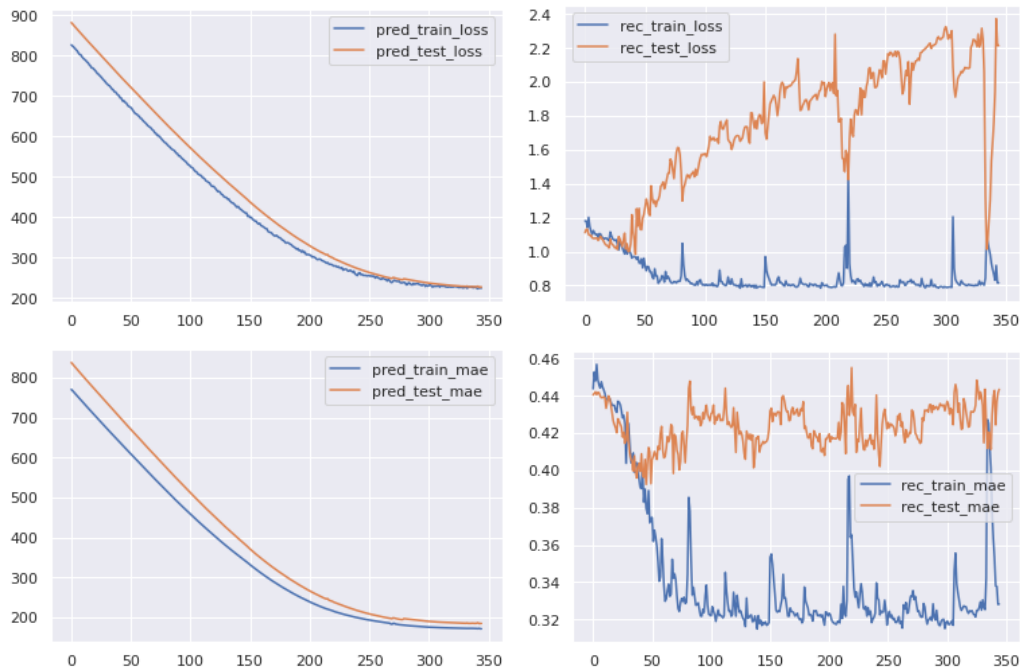 900
800
700
600
500
400
300
200
0 50 100 150 200 250 300 350
pred_train_loss
pred_test_loss
2.4
2.2
2.0
1.8
1.6
1.4
1.2
1.0
0.8
0 50 100 150 200 250 300 350
rec_train_loss
rec_test_loss
800
700
600
500
400
300
200
0 50 100 150 200 250 300 350
pred_train_mae
pred_test_mae
0.46
0.44
0.42
0.40
0.38
0.36
0.34
0.32
0 50 100 150 200 250 300 350
rec_train_mae
rec_test_mae